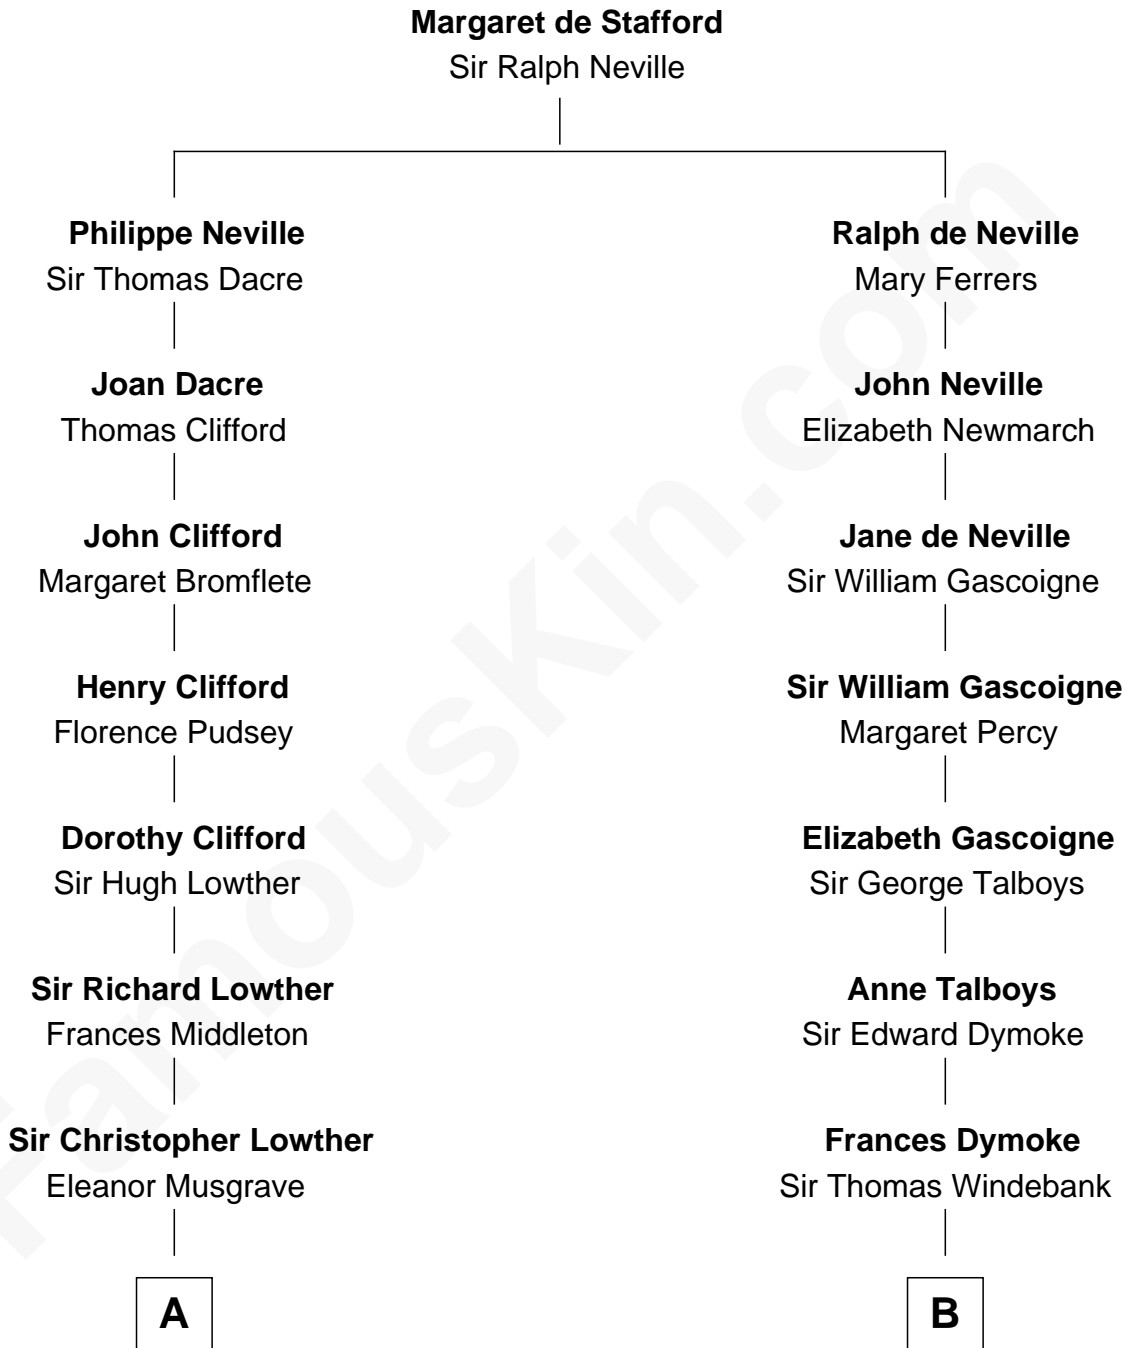 Margaret de Stafford
Sir Ralph Neville
Philippe Neville
Sir Thomas Dacre
Joan Dacre
Thomas Clifford
John Clifford
Margaret Bromflete
Henry Clifford
Florence Pudsey
Dorothy Clifford
Sir Hugh Lowther
Sir Richard Lowther
Frances Middleton
Sir Christopher Lowther
Eleanor Musgrave
A
Ralph de Neville
Mary Ferrers
John Neville
Elizabeth Newmarch
Jane de Neville
Sir William Gascoigne
Sir William Gascoigne
Margaret Percy
Elizabeth Gascoigne
Sir George Talboys
Anne Talboys
Sir Edward Dymoke
Frances Dymoke
Sir Thomas Windebank
B
FamousKin.com